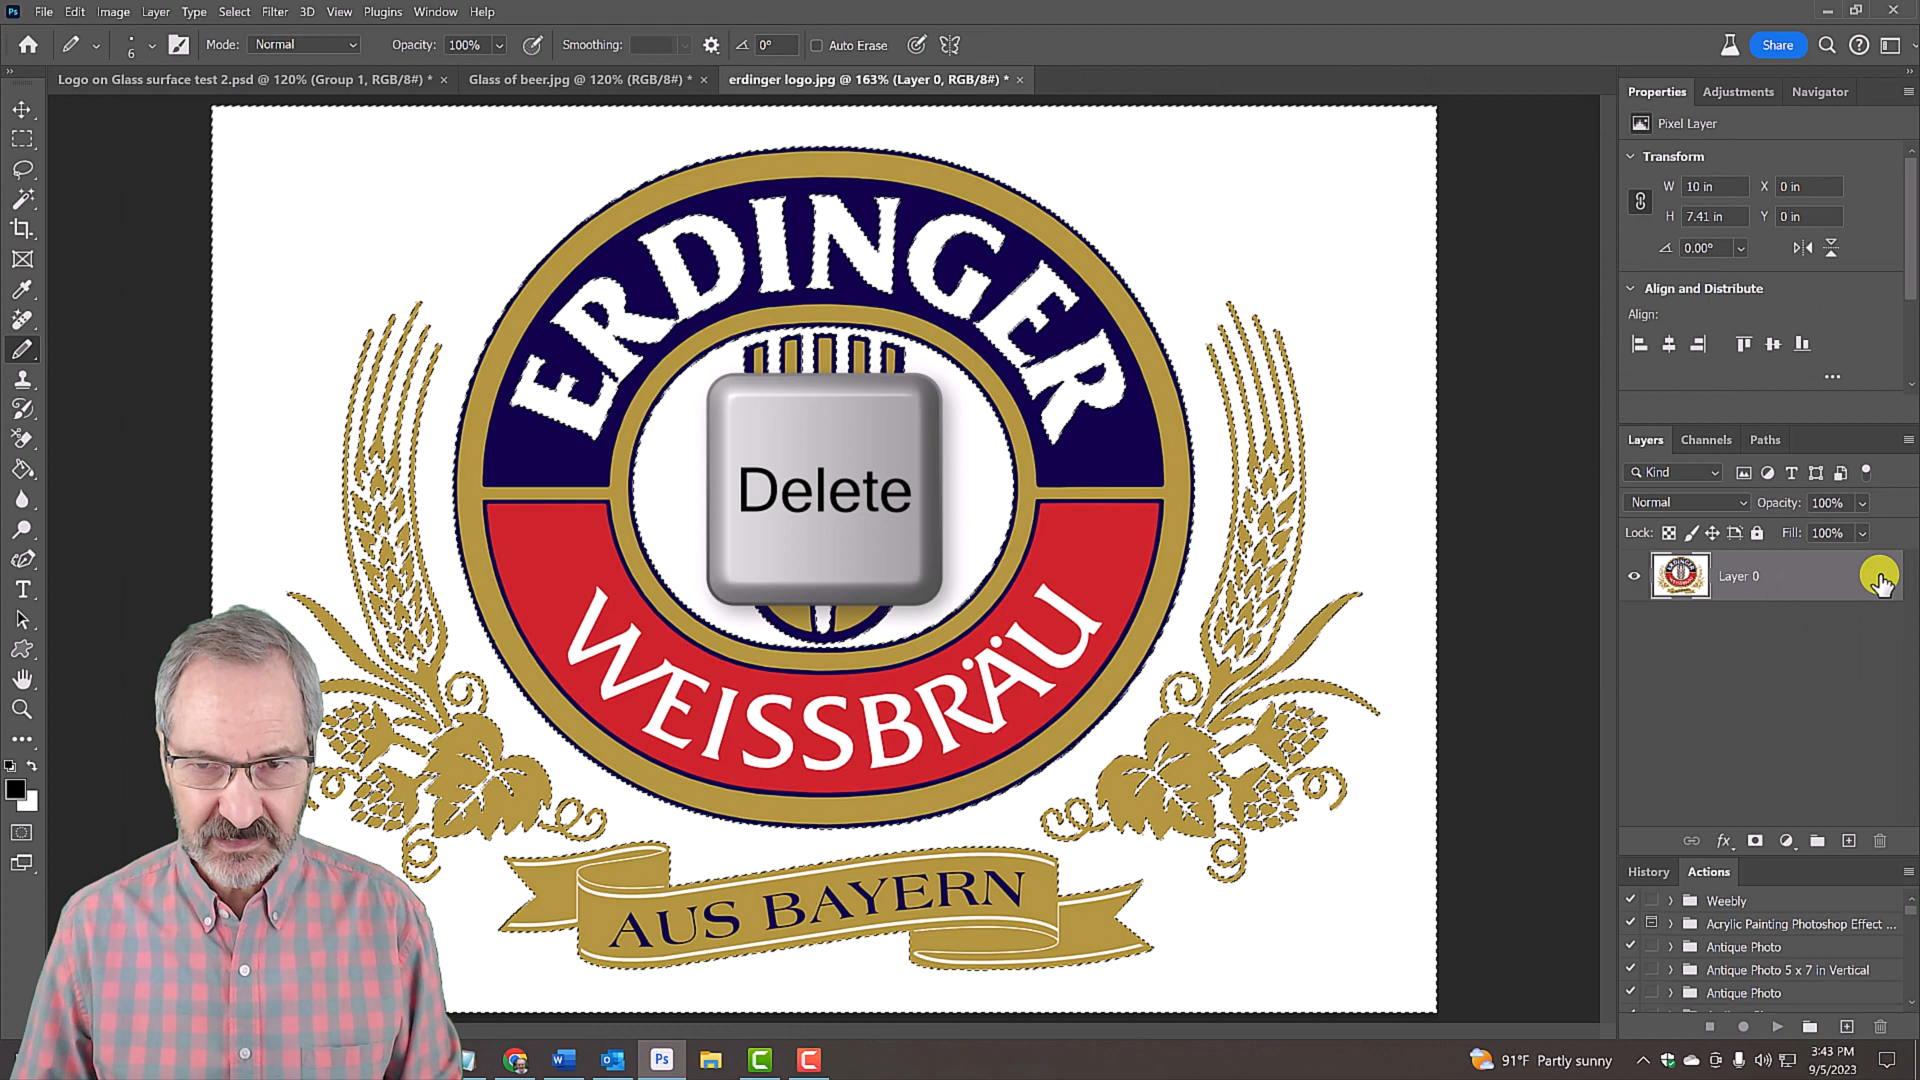 Ps File Edit Image Layer Type Select Filter 3D View Plugins Window Help
6 Mode: Normal Opacity: 100% Smoothing: 0° Auto Erase Share
Logo on Glass surface test 2.psd @ 120% (Group 1, RGB/8#) * × Glass of beer.jpg @ 120% (RGB/8#) * × erdinger logo.jpg @ 163% (Layer 0, RGB/8#) * ×
ERDINGER
Delete
WEISSBRÄU
AUS BAYERN
Properties Adjustments Navigator
Pixel Layer
Transform
W 10 in X 0 in
H 7.41 in Y 0 in
0.00°
Align and Distribute
Align:
Layers Channels Paths
Kind
Normal Opacity: 100%
Lock: Fill: 100%
Layer 0
fx
History Actions
Weebly
Acrylic Painting Photoshop Effect ...
Antique Photo
Antique Photo 5 x 7 in Vertical
Antique Photo
Ps 91°F Partly sunny 3:43 PM
9/5/2023